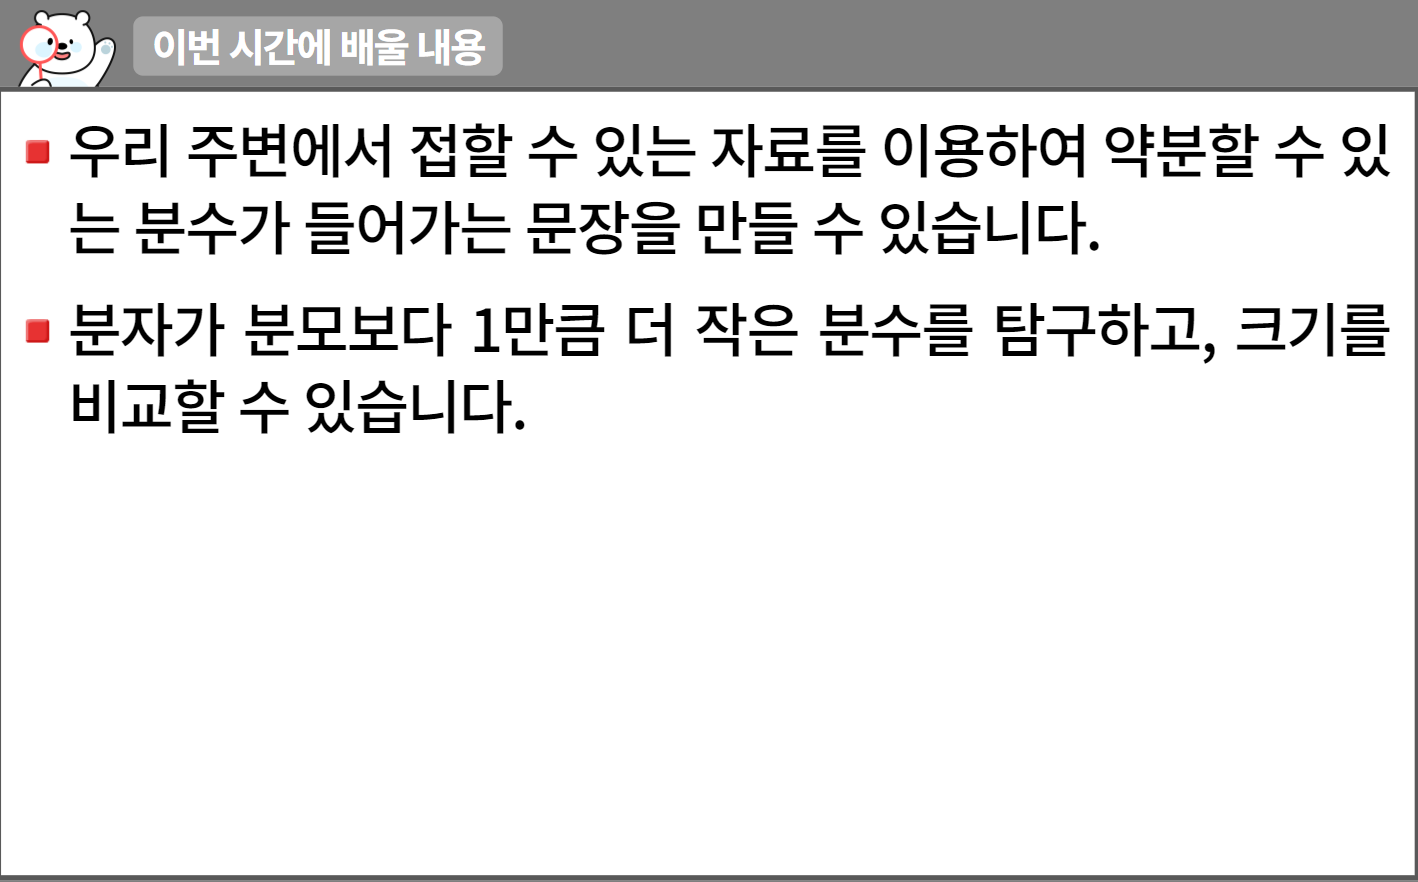 이번 시간에 배울 내용
우리 주변에서 접할 수 있는 자료를 이용하여 약분할 수 있
는 분수가 들어가는 문장을 만들 수 있습니다.
분자가 분모보다 1만큼 더 작은 분수를 탐구하고, 크기를
비교할 수 있습니다.